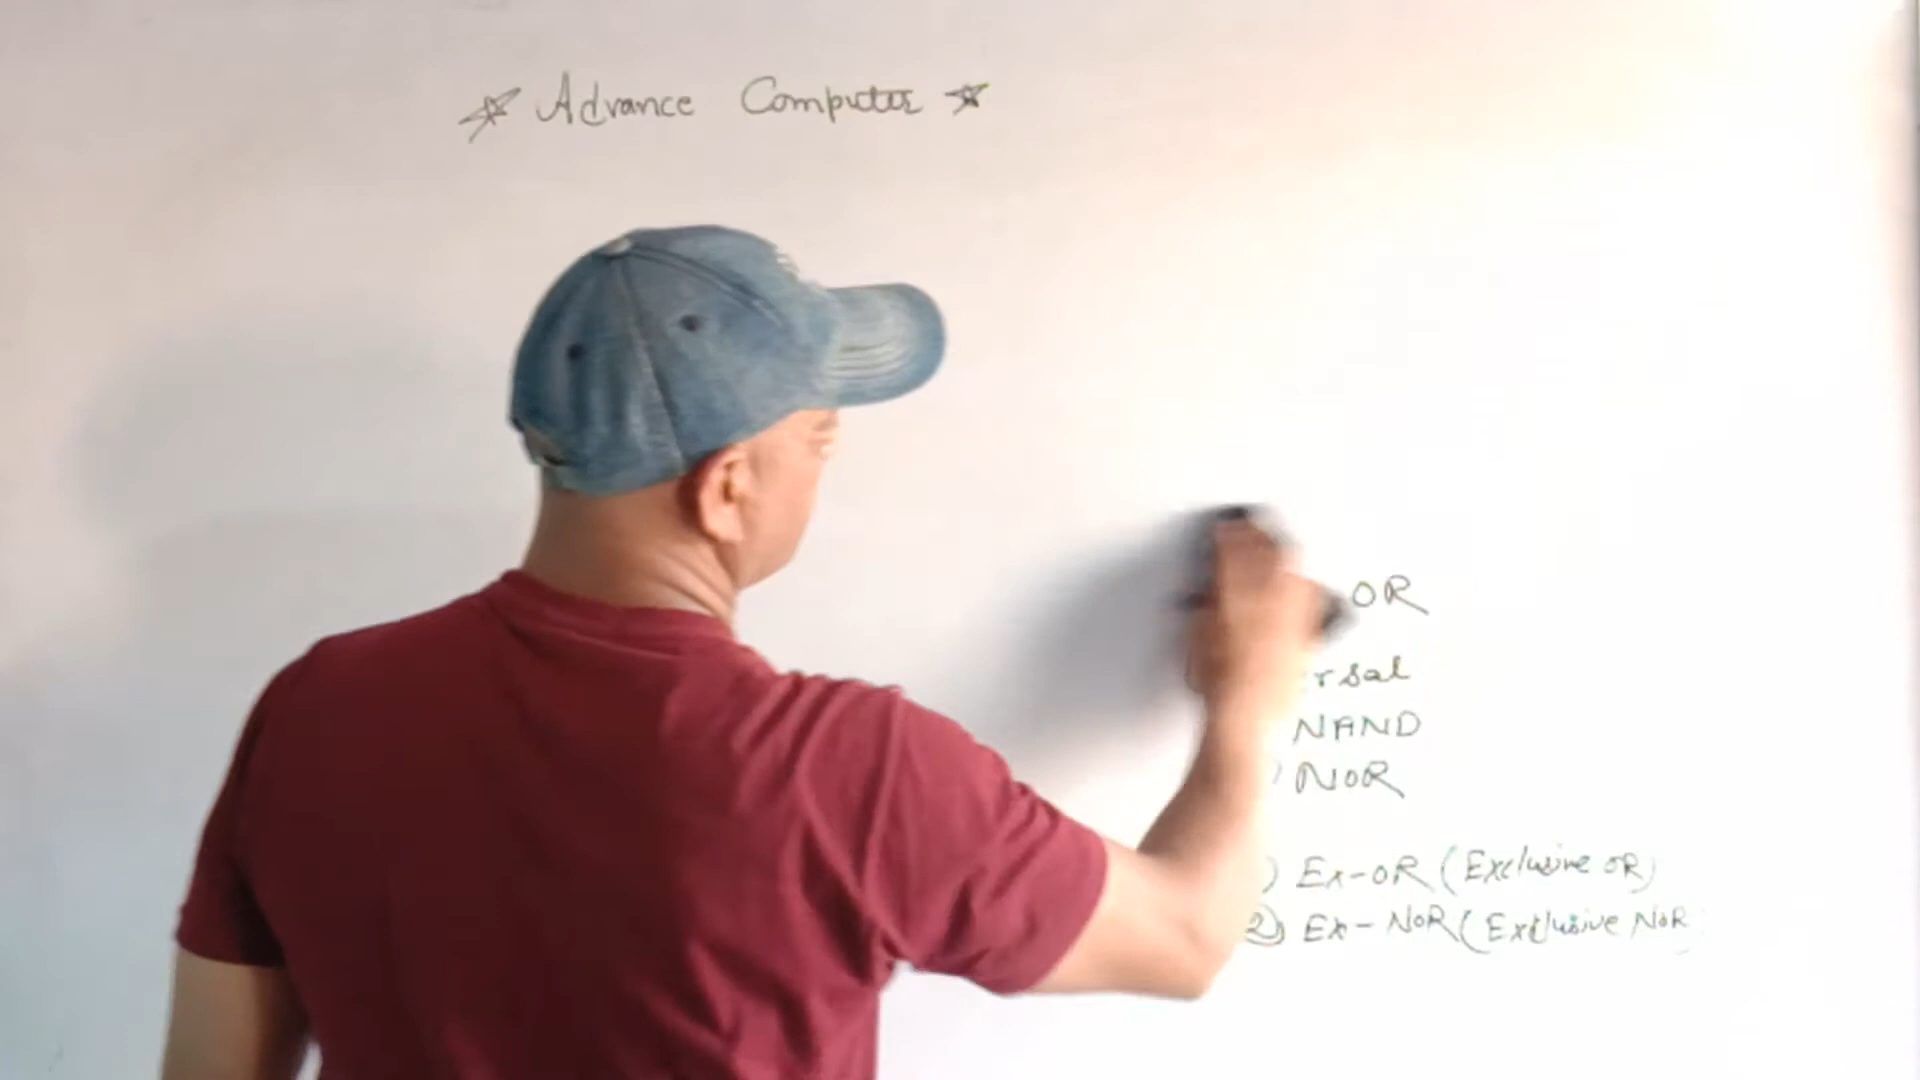 Advance Computer
OR
rsal
NAND
) NOR
) Ex-OR (Exclusive OR)
2) Ex-NOR (Exclusive NOR